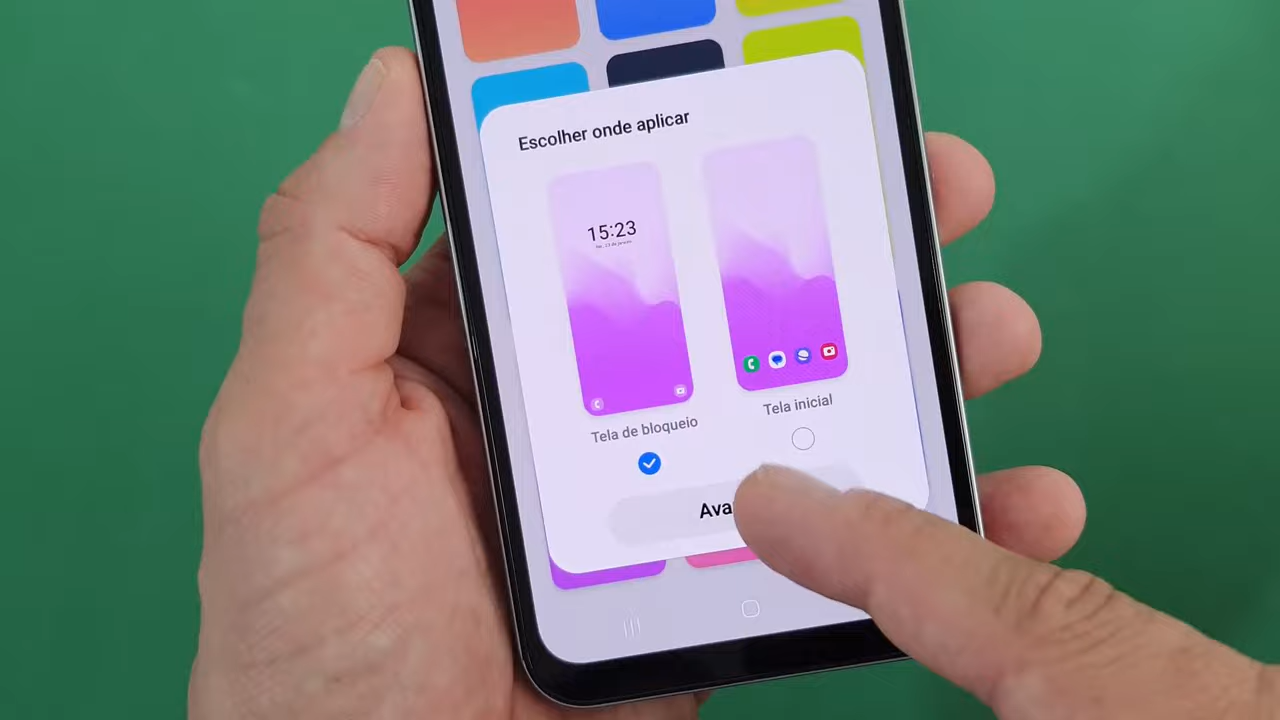 Escolher onde aplicar
15:23
Tela de bloqueio
Tela inicial
Ava